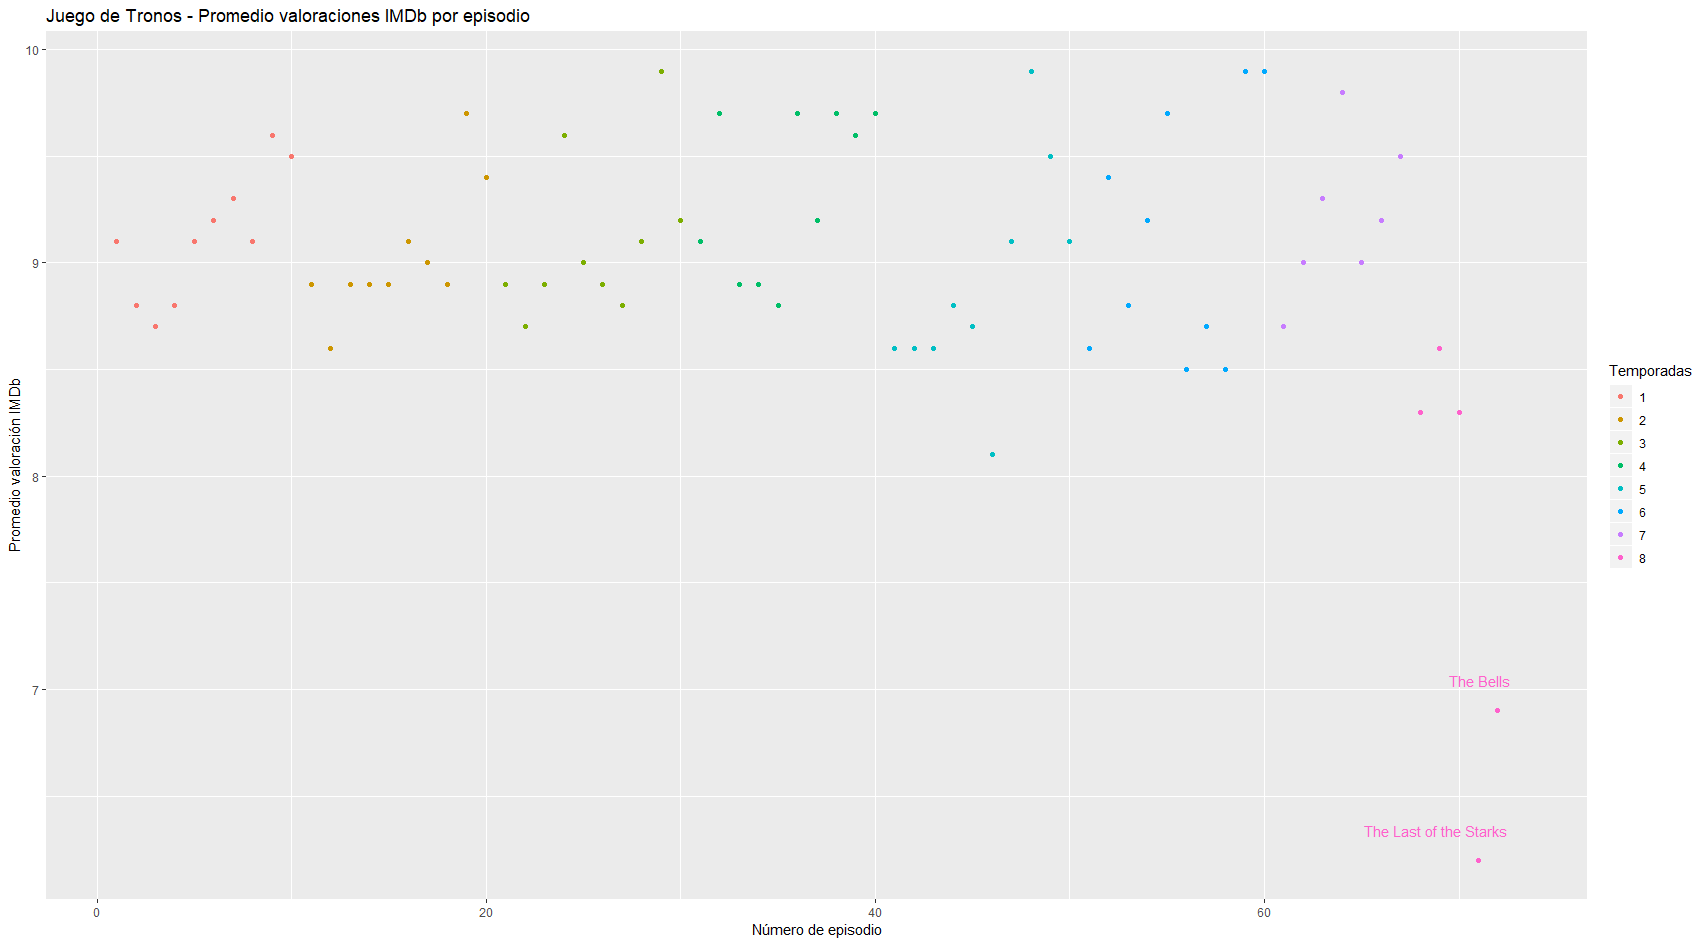 Juego de Tronos - Promedio valoraciones IMDb por episodio
Promedio valoración IMDb
10
9
8
7
The Bells
The Last of the Starks
0
20
40
60
Número de episodio
Temporadas
1
2
3
4
5
6
7
8